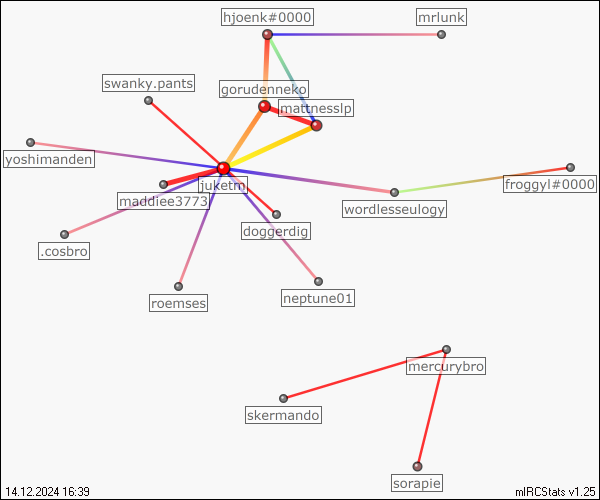 hjoenk#0000
mrlunk
swanky.pants
gorudenneko
mattnesslp
yoshimanden
juketm
froggyl#0000
maddiee3773
wordlesseulogy
doggerdig
.cosbro
neptune01
roemses
mercurybro
skermando
sorapie
14.12.2024 16:39
mIRCStats v1.25